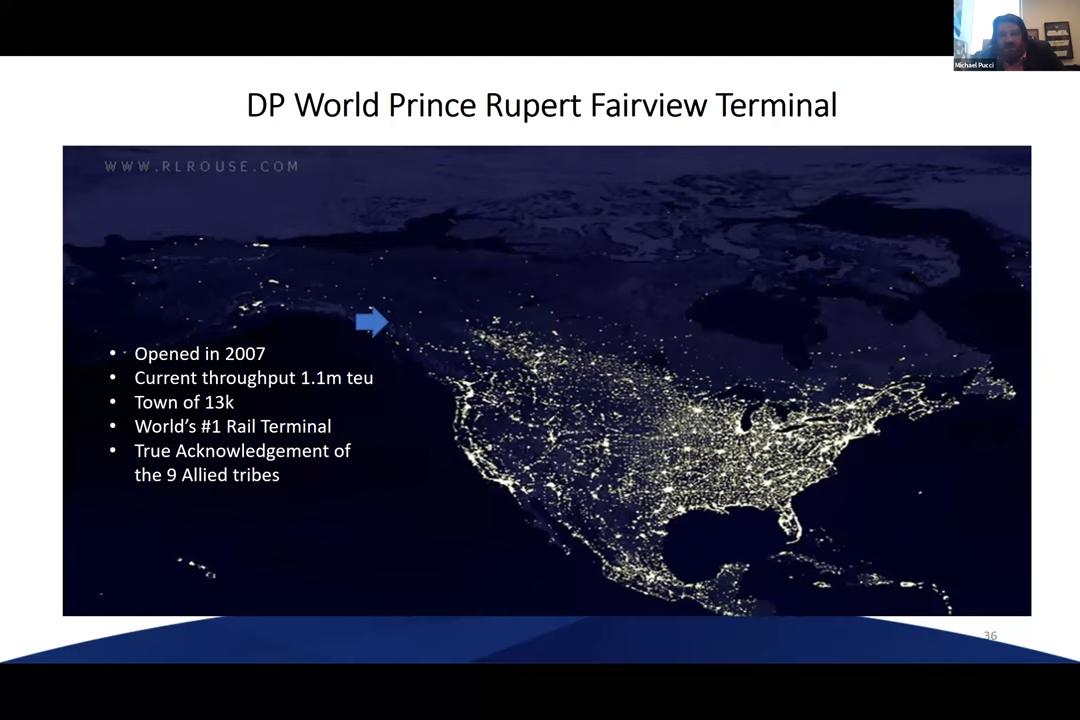 Michael Pucci
DP World Prince Rupert Fairview Terminal
WWW.RLROUSE.COM
• Opened in 2007
• Current throughput 1.1m teu
• Town of 13k
• World’s #1 Rail Terminal
• True Acknowledgement of
the 9 Allied tribes
36